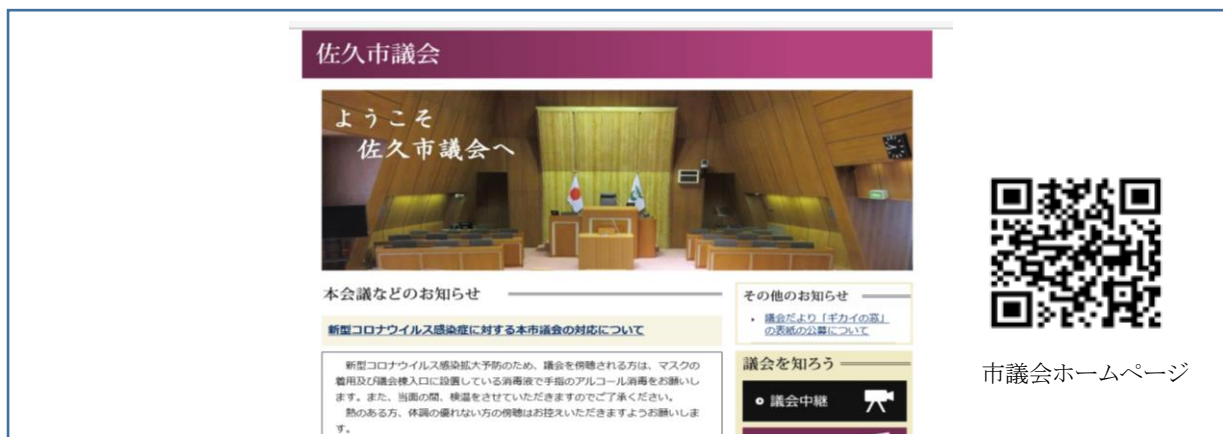 佐久市議会
ようこそ
佐久市議会へ
本会議などのお知らせ
新型コロナウイルス感染症に対する本市議会の対応について
新型コロナウイルス感染拡大予防のため、議会を傍聴される方は、マスクの
着用及び議会棟入口に設置している消毒液で手指のアルコール消毒をお願いし
ます。また、当面の間、検温をさせていただきますのでご了承ください。
熱のある方、体調の優れない方の傍聴はお控えいただきますようお願いしま
す。
その他のお知らせ
議会だより「ギカイの窓」
の表紙の公募について
議会を知ろう
議会中継
市議会ホームページ